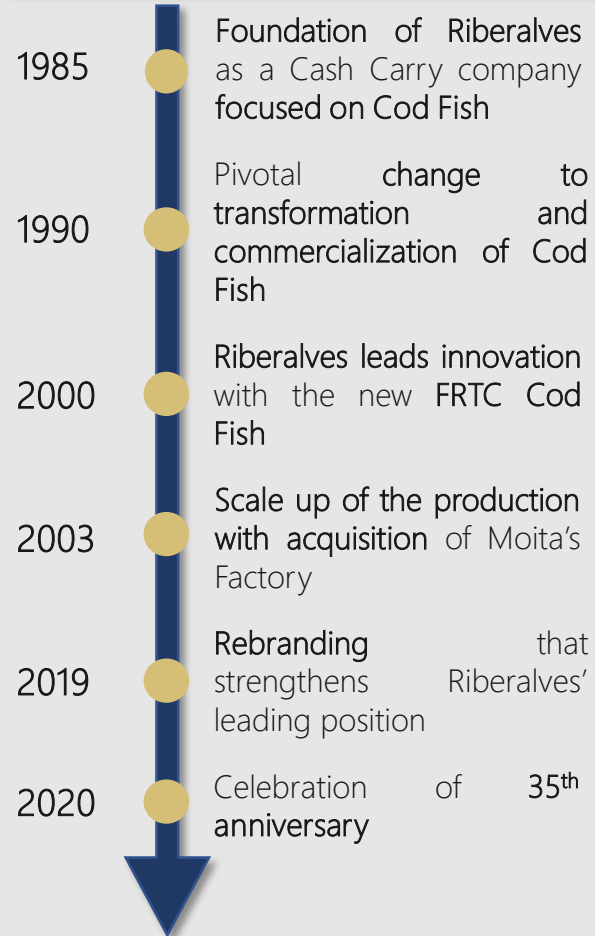 1985
Foundation of Riberalves
as a Cash Carry company
focused on Cod Fish
1990
Pivotal change to
transformation and
commercialization of Cod
Fish
2000
Riberalves leads innovation
with the new FRTC Cod
Fish
2003
Scale up of the production
with acquisition of Moita’s
Factory
2019
Rebranding that
strengthens Riberalves’
leading position
2020
Celebration of 35th
anniversary